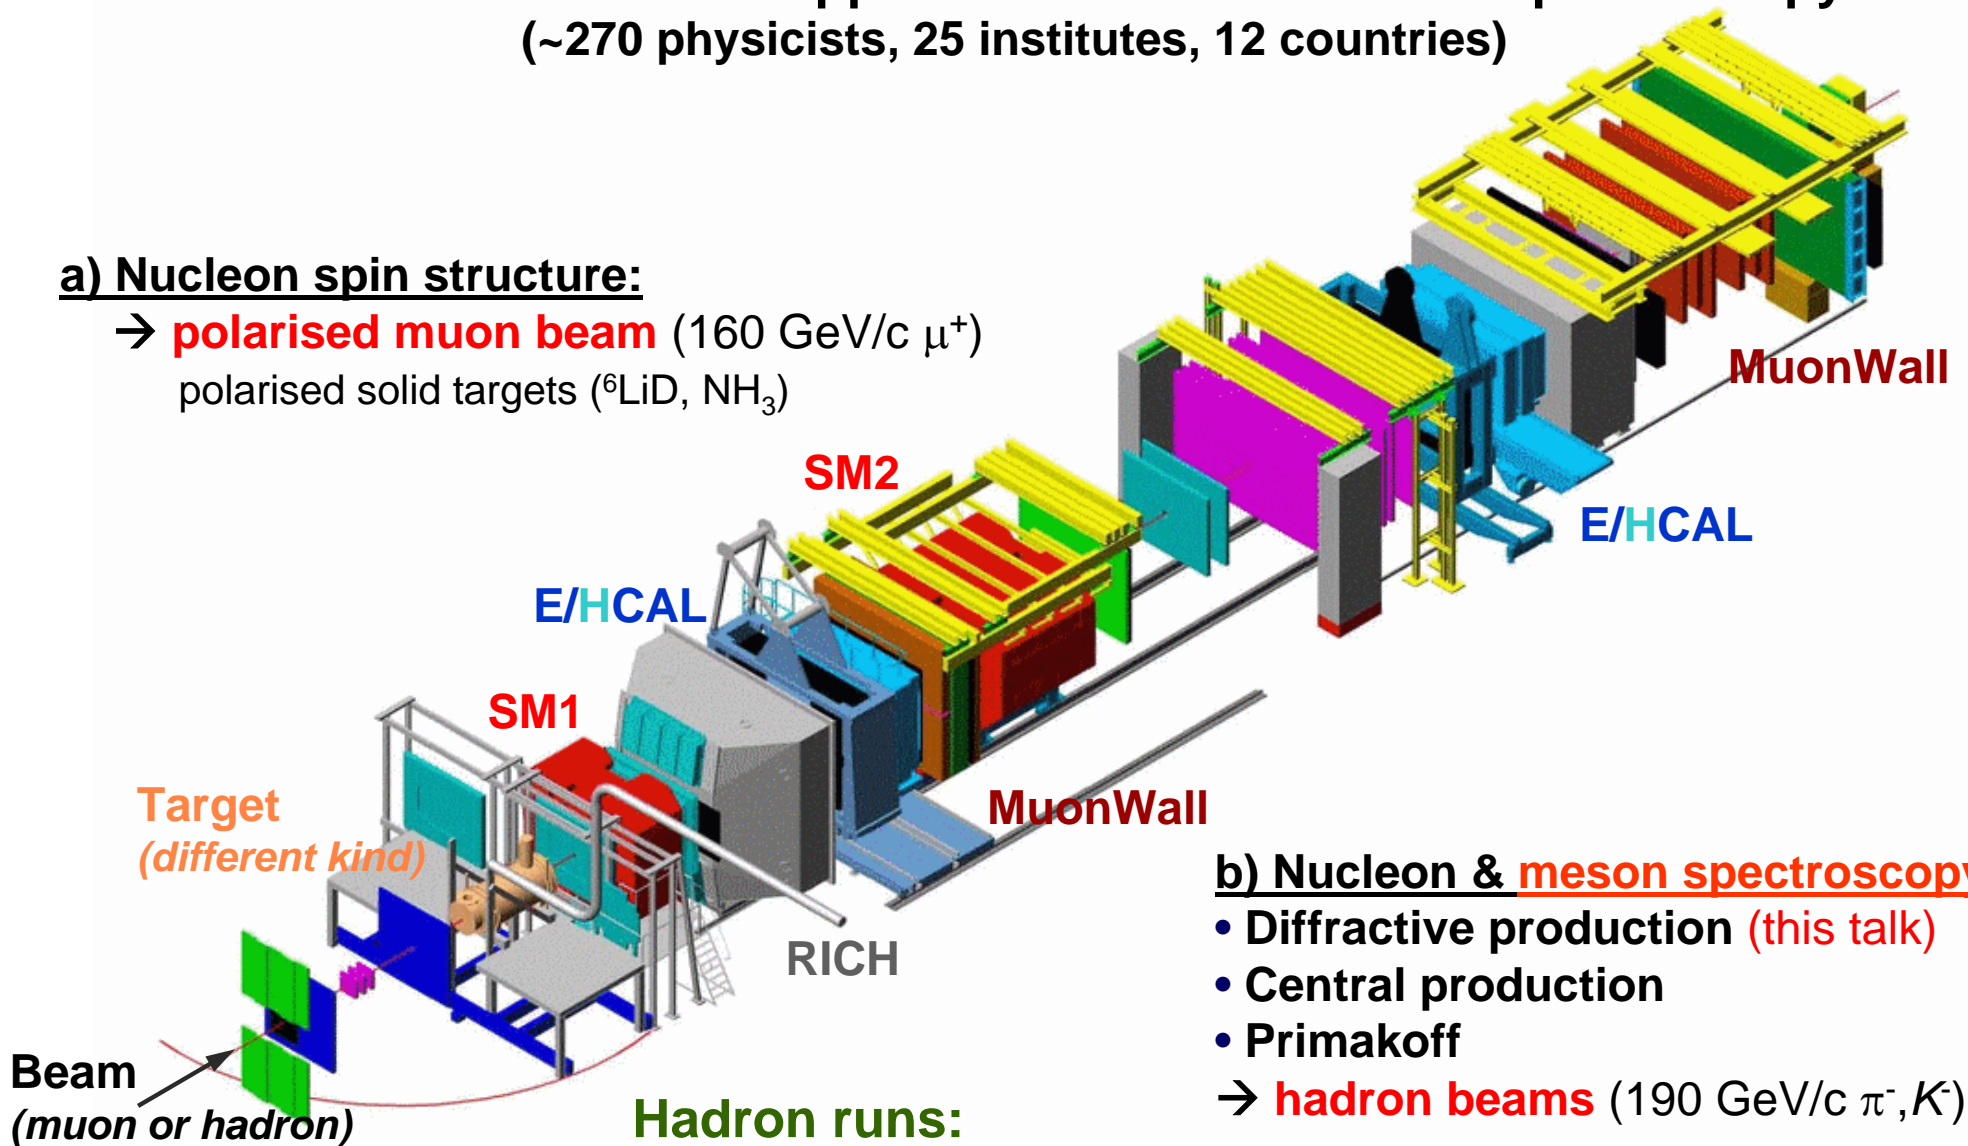 (~270 physicists, 25 institutes, 12 countries)
a) Nucleon spin structure:
→ polarised muon beam (160 GeV/c μ⁺)
polarised solid targets (⁶LiD, NH₃)
MuonWall
SM2
E/HCAL
E/HCAL
SM1
Target
(different kind)
MuonWall
b) Nucleon & meson spectroscopy
• Diffractive production (this talk)
RICH
• Central production
• Primakoff
Beam
(muon or hadron)
→ hadron beams (190 GeV/c π⁻,K⁻)
Hadron runs: